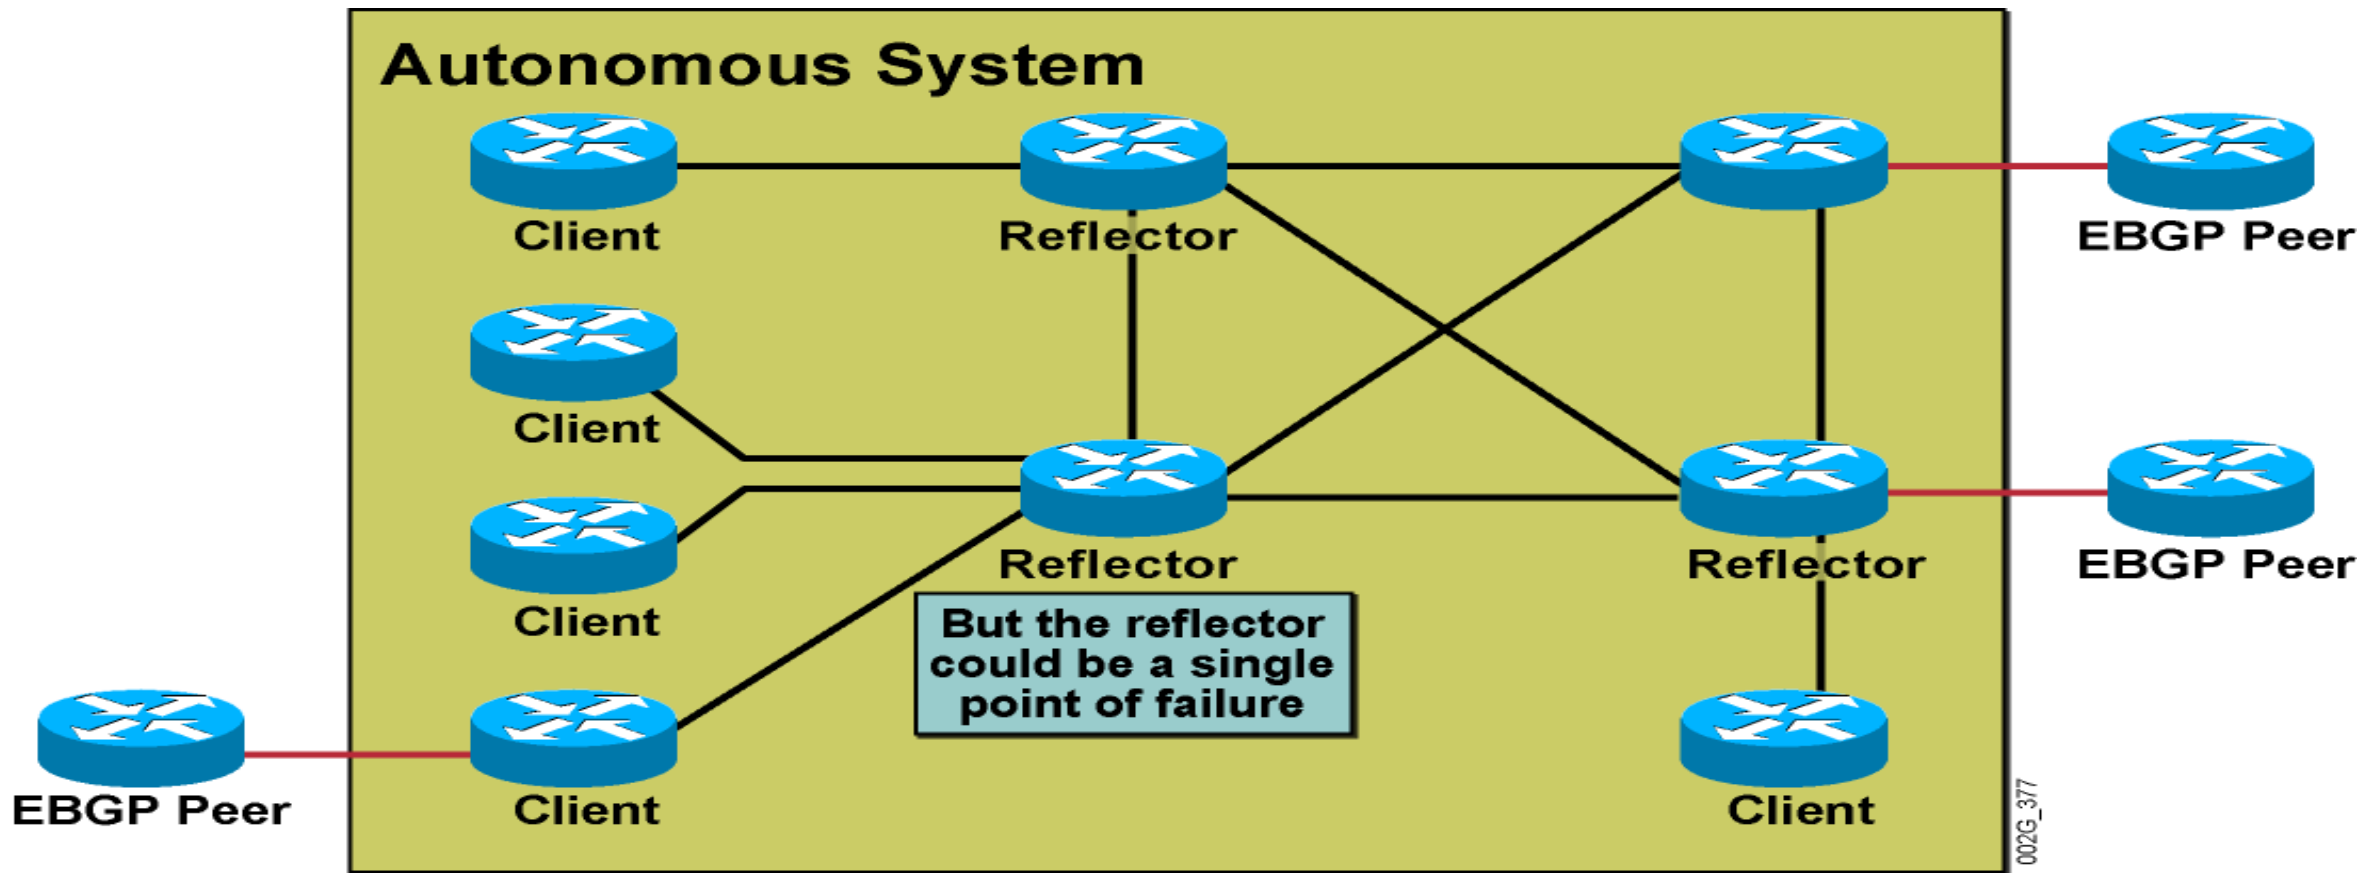 Autonomous System
Client
Reflector
EBGP Peer
Client
Client
Reflector
Reflector
EBGP Peer
But the reflector
could be a single
point of failure
EBGP Peer
Client
Client
002G_377